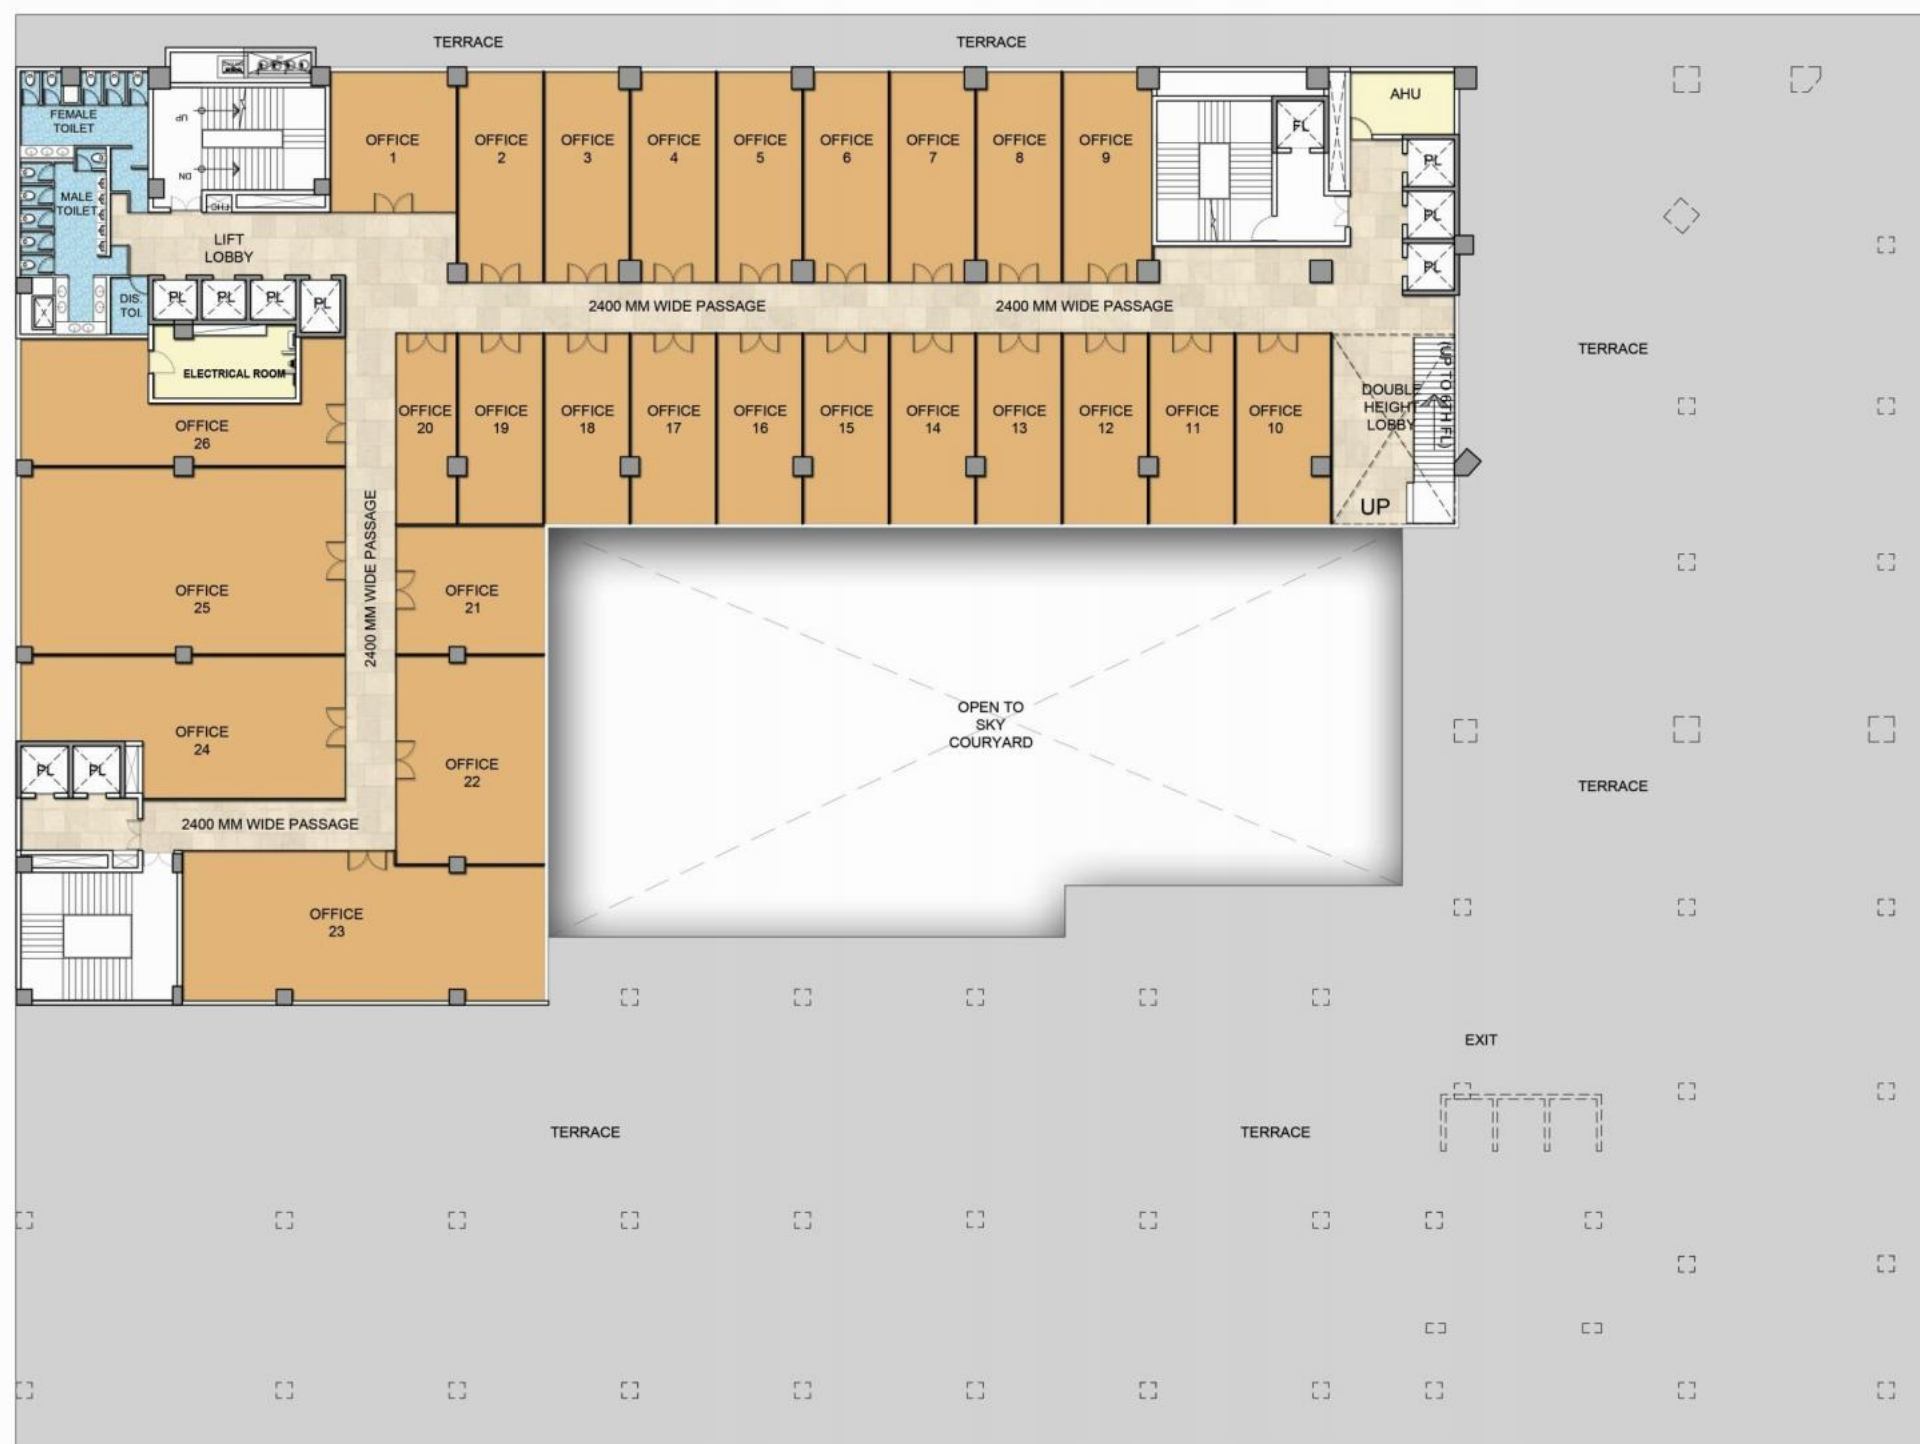 TERRACE
TERRACE
FEMALE
TOILET
UP
DN
FHC
MALE
TOILET
LIFT
LOBBY
DIS
TOI.
PL
PL
PL
PL
ELECTRICAL ROOM
OFFICE
1
OFFICE
2
OFFICE
3
OFFICE
4
OFFICE
5
OFFICE
6
OFFICE
7
OFFICE
8
OFFICE
9
FL
AHU
PL
PL
PL
2400 MM WIDE PASSAGE
2400 MM WIDE PASSAGE
TERRACE
OFFICE
20
OFFICE
19
OFFICE
18
OFFICE
17
OFFICE
16
OFFICE
15
OFFICE
14
OFFICE
13
OFFICE
12
OFFICE
11
OFFICE
10
DOUBLE
HEIGHT
LOBBY
(UP TO 6TH FL)
UP
OFFICE
26
2400 MM WIDE PASSAGE
OFFICE
25
OFFICE
21
OFFICE
24
OFFICE
22
PL
PL
2400 MM WIDE PASSAGE
OFFICE
23
OPEN TO
SKY
COURYARD
TERRACE
EXIT
TERRACE
TERRACE